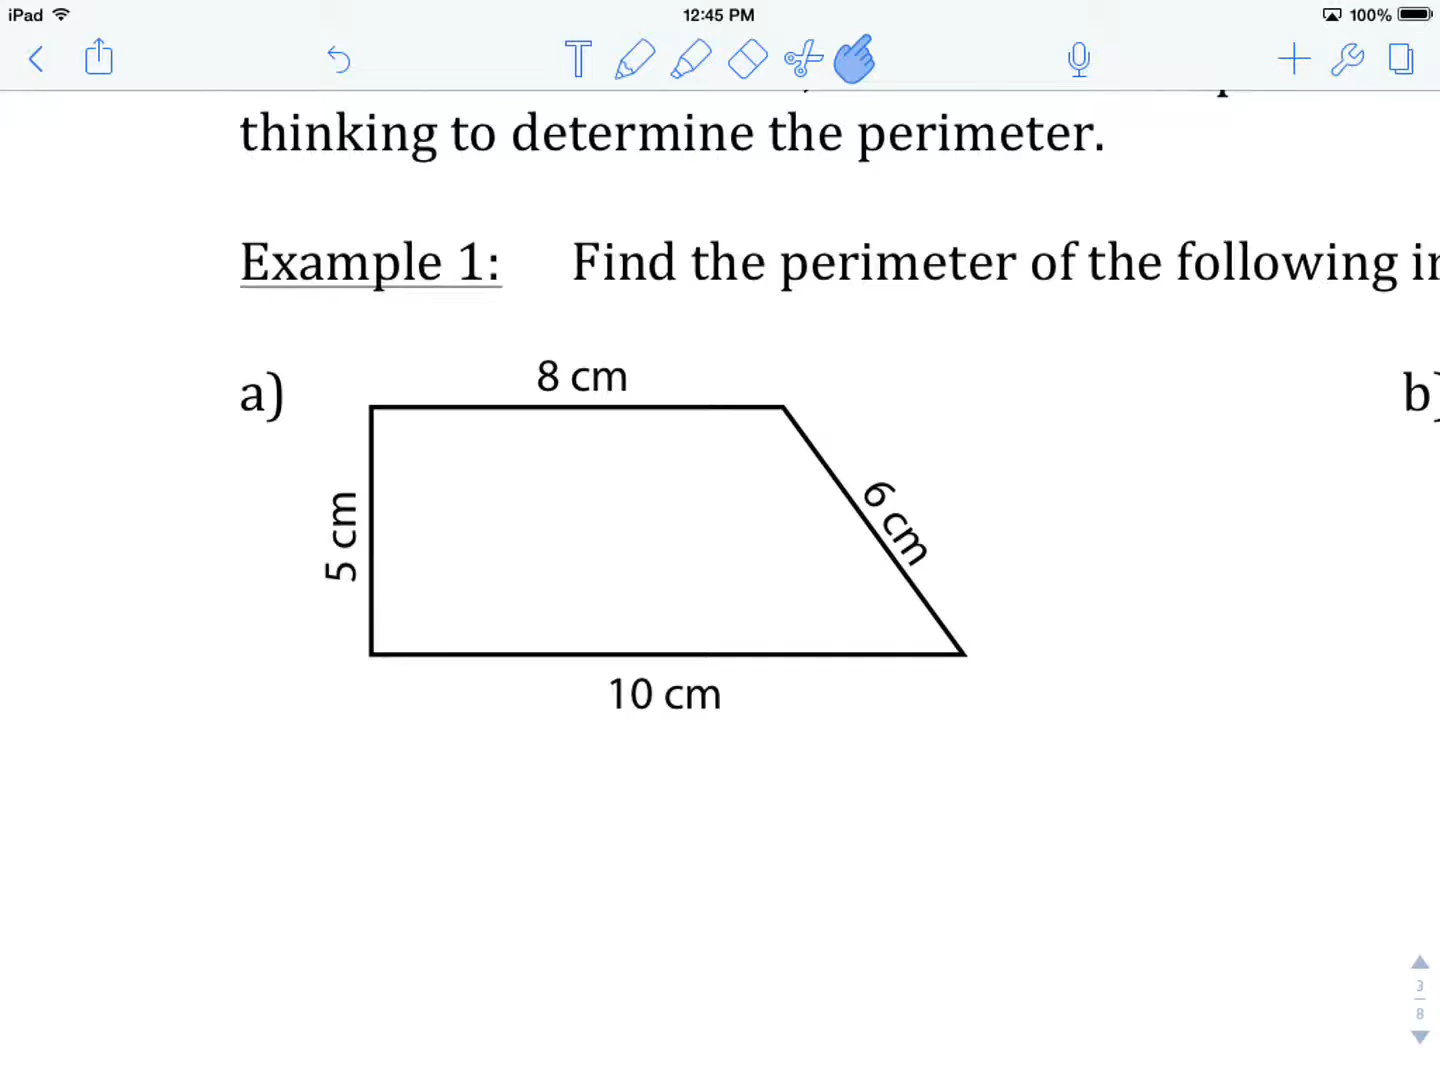 iPad
12:45 PM
100%
T
thinking to determine the perimeter.
Example 1: Find the perimeter of the following
a)
8 cm
b)
6 cm
5 cm
10 cm
3
8